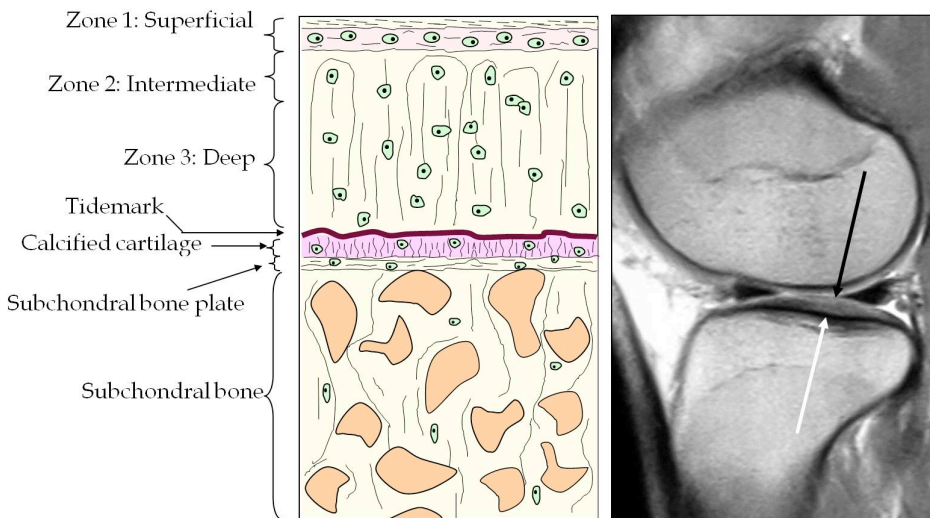 Zone 1: Superficial
Zone 2: Intermediate
Zone 3: Deep
Tidemark
Calcified cartilage
Subchondral bone plate
Subchondral bone